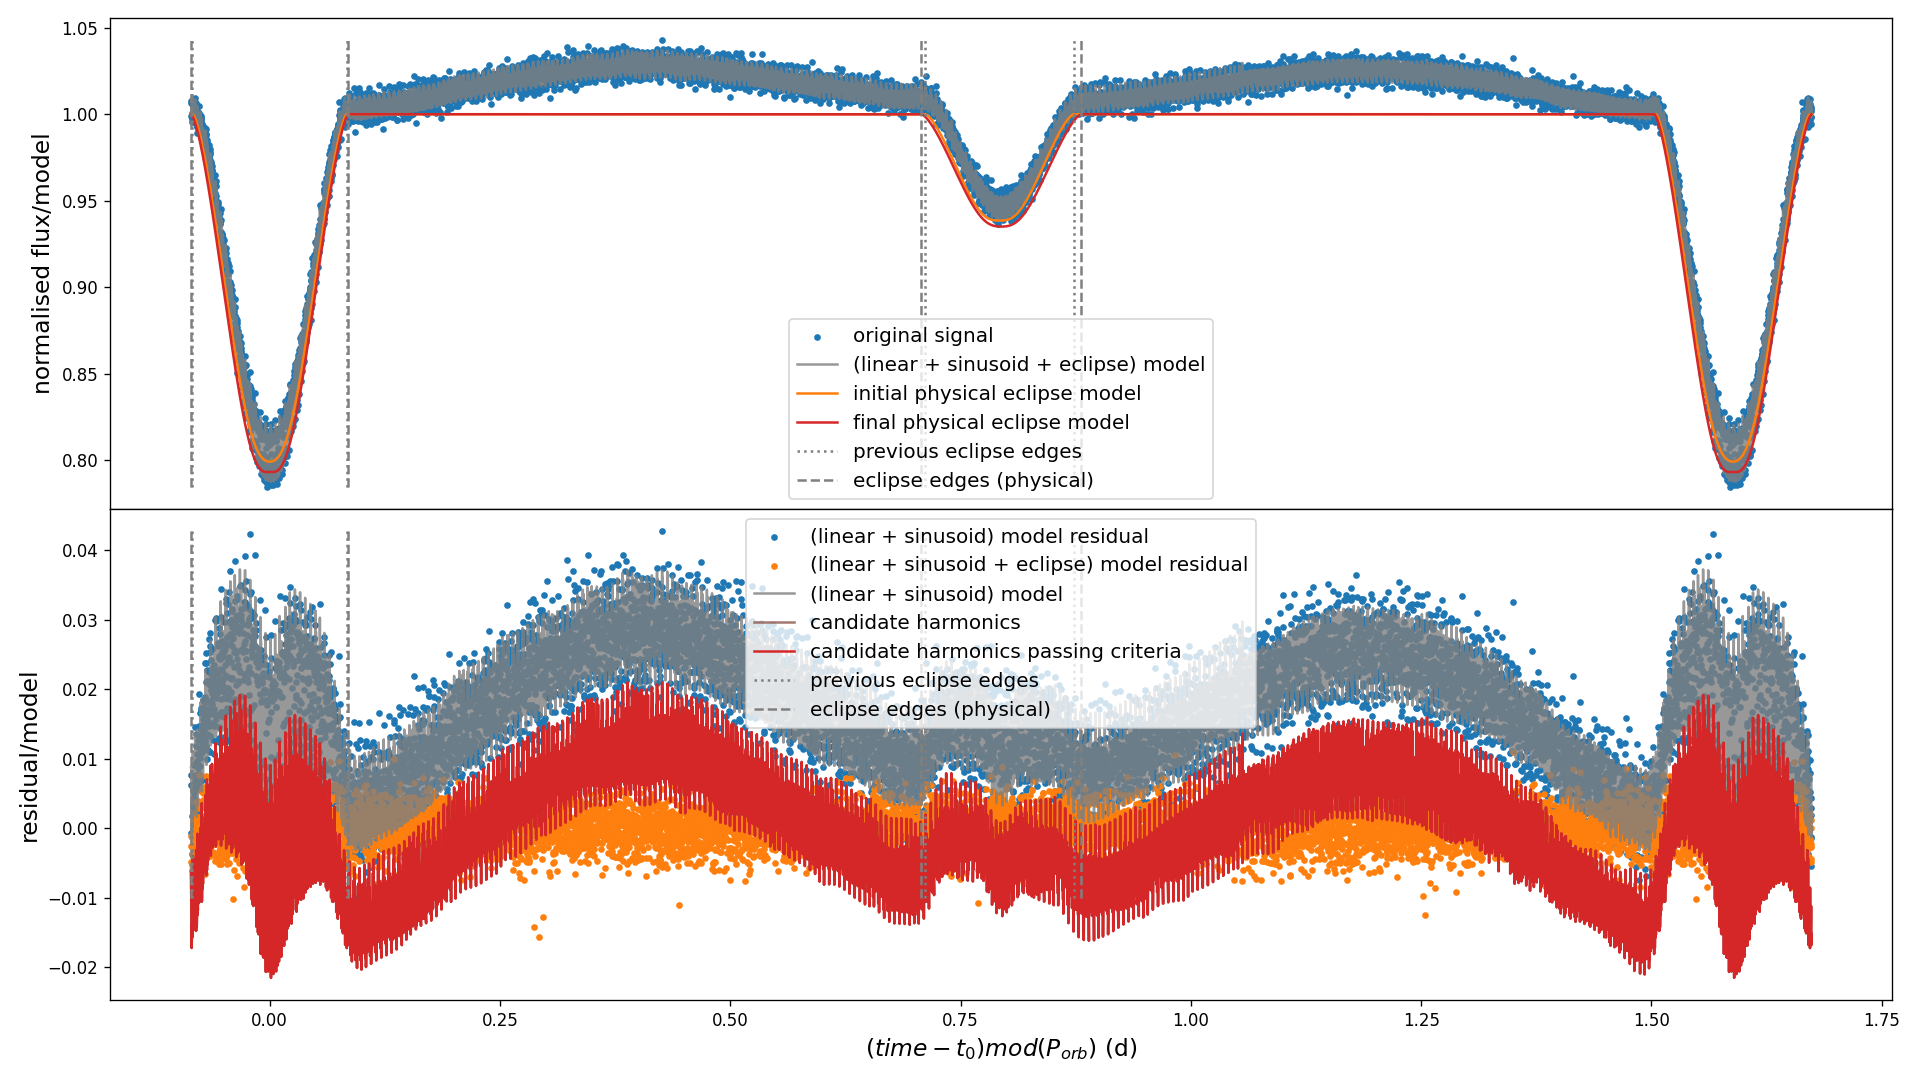 1.05
1.00
0.95
0.90
0.85
0.80
normalised flux/model
original signal
(linear + sinusoid + eclipse) model
initial physical eclipse model
final physical eclipse model
previous eclipse edges
eclipse edges (physical)
0.04
0.03
0.02
0.01
0.00
−0.01
−0.02
residual/model
(linear + sinusoid) model residual
(linear + sinusoid + eclipse) model residual
(linear + sinusoid) model
candidate harmonics
candidate harmonics passing criteria
previous eclipse edges
eclipse edges (physical)
0.00 0.25 0.50 0.75 1.00 1.25 1.50 1.75
(time − t₀)mod(P_orb) (d)